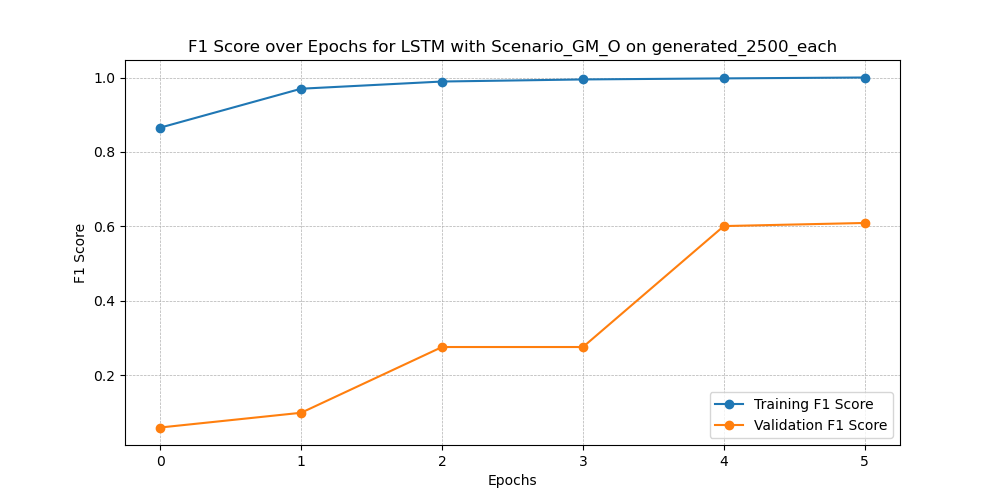 F1 Score over Epochs for LSTM with Scenario_GM_O on generated_2500_each
1.0
0.8
0.6
0.4
0.2
F1 Score
0 1 2 3 4 5
Epochs
Training F1 Score
Validation F1 Score